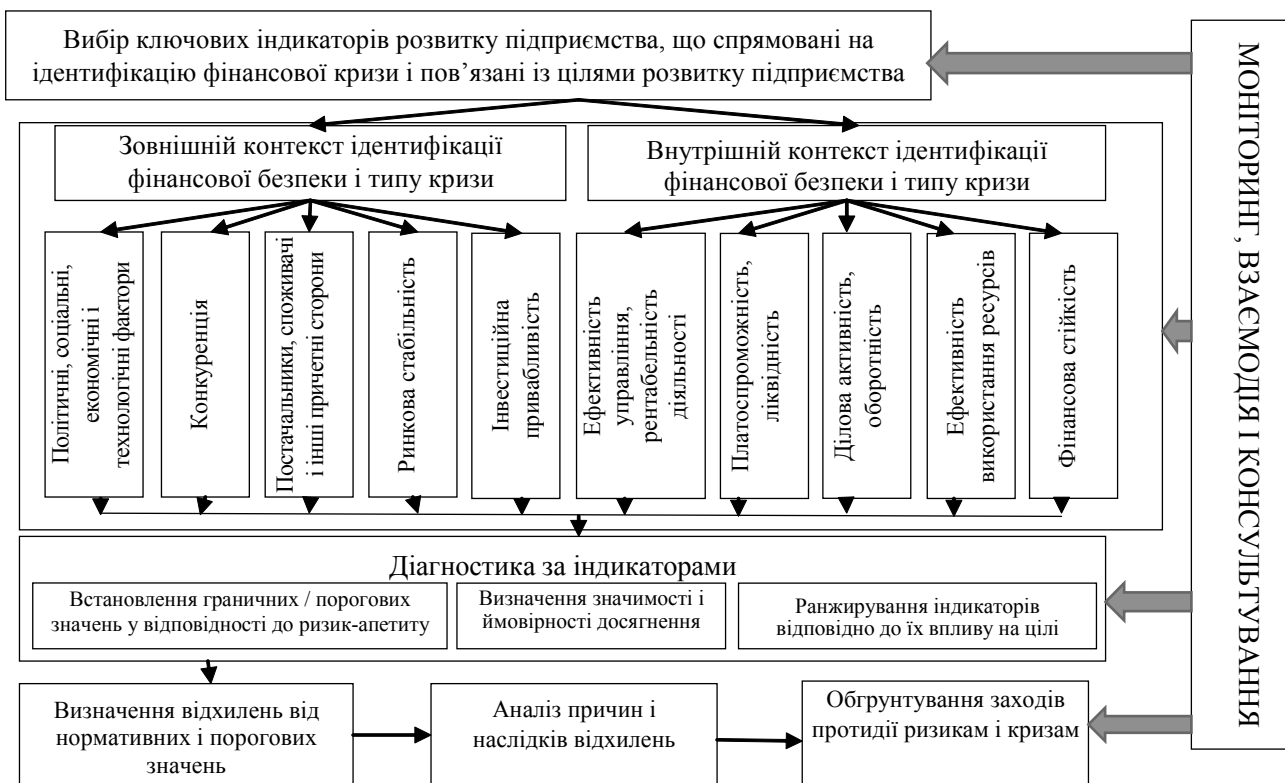 Вибір ключових індикаторів розвитку підприємства, що спрямовані на
ідентифікацію фінансової кризи і пов’язані із цілями розвитку підприємства
Зовнішній контекст ідентифікації
фінансової безпеки і типу кризи
Внутрішній контекст ідентифікації
фінансової безпеки і типу кризи
Політичні, соціальні,
економічні і
технологічні фактори
Конкуренція
Постачальники, споживачі
і інші причетні сторони
Ринкова стабільність
Інвестиційна
привабливість
Ефективність
управління,
рентабельність
діяльності
Платоспроможність,
ліквідність
Ділова активність,
оборотність
Ефективність
використання ресурсів
Фінансова стійкість
Діагностика за індикаторами
Встановлення граничних / порогових
значень у відповідності до ризик-апетиту
Визначення значимості і
ймовірності досягнення
Ранжирування індикаторів
відповідно до їх впливу на цілі
Визначення відхилень від
нормативних і порогових
значень
Аналіз причин і
наслідків відхилень
Обгрунтування заходів
протидії ризикам і кризам
МОНІТОРИНГ, ВЗАЄМОДІЯ І КОНСУЛЬТУВАННЯ